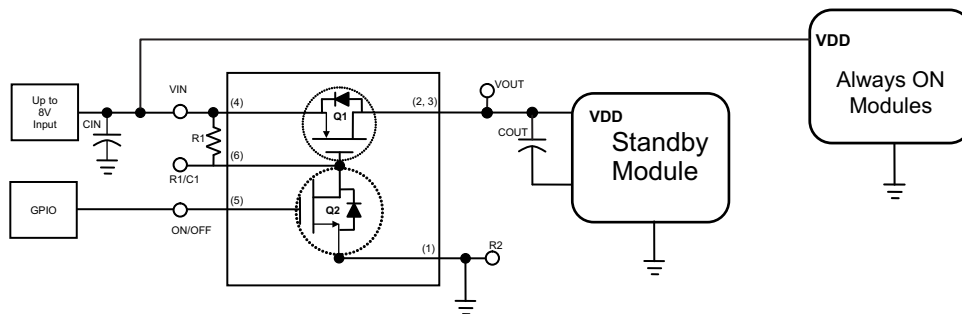 VDD
Always ON
Modules
Up to
8V
Input
CIN
VIN
R1
(4)
Q1
(2, 3)
VOUT
COUT
VDD
Standby
Module
(6)
R1/C1
GPIO
ON/OFF
(5)
Q2
(1)
R2